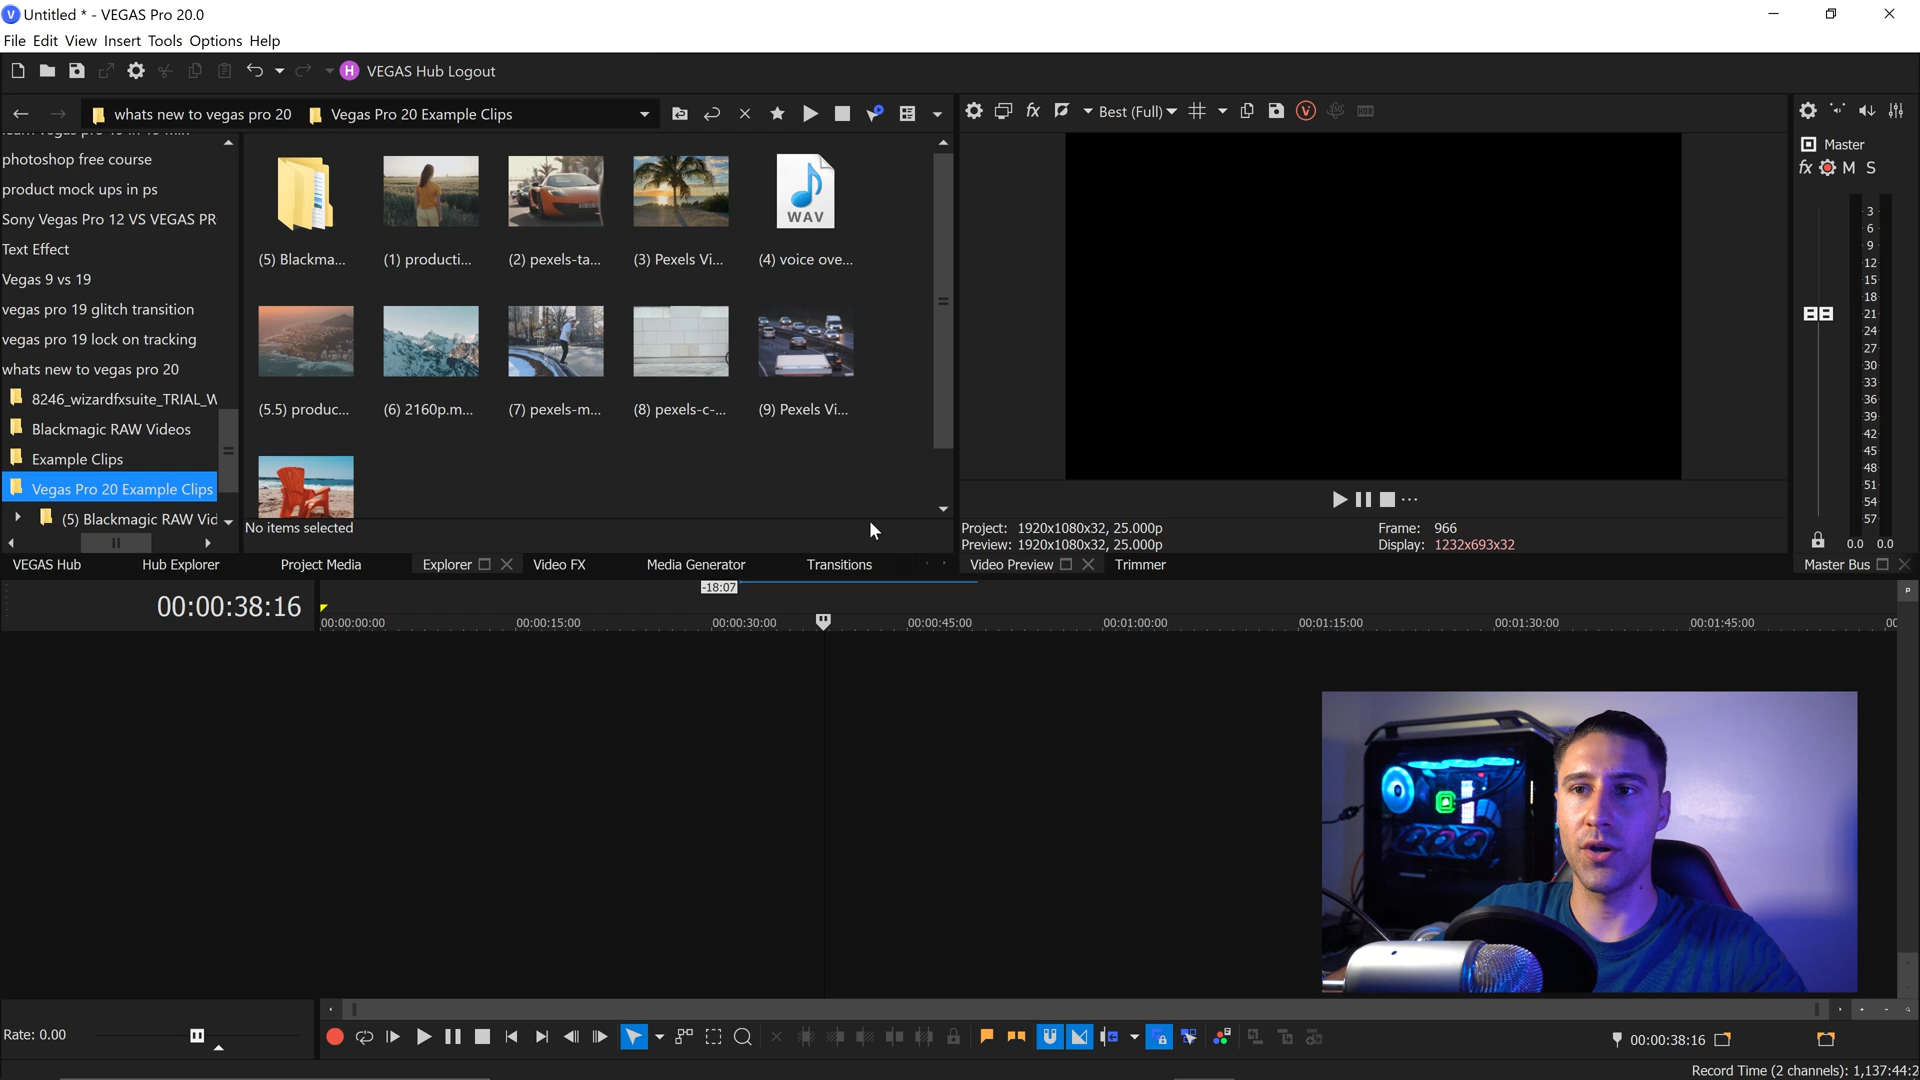 Untitled * - VEGAS Pro 20.0
File Edit View Insert Tools Options Help
H VEGAS Hub Logout
whats new to vegas pro 20 Vegas Pro 20 Example Clips
Best (Full)
photoshop free course
product mock ups in ps
Sony Vegas Pro 12 VS VEGAS PR
Text Effect
Vegas 9 vs 19
vegas pro 19 glitch transition
vegas pro 19 lock on tracking
whats new to vegas pro 20
8246_wizardfxsuite_TRIAL_W
Blackmagic RAW Videos
Example Clips
Vegas Pro 20 Example Clips
(5) Blackmagic RAW Vid
WAV
(5) Blackma... (1) producti... (2) pexels-ta... (3) Pexels Vi... (4) voice ove...
(5.5) produc... (6) 2160p.m... (7) pexels-m... (8) pexels-c-... (9) Pexels Vi...
No items selected
Project: 1920x1080x32, 25.000p
Preview: 1920x1080x32, 25.000p
Frame: 966
Display: 1232x693x32
Master
fx M S
3
6
9
12
15
18
21
24
27
30
33
36
39
42
45
48
51
54
57
0.0 0.0
VEGAS Hub Hub Explorer Project Media Explorer Video FX Media Generator Transitions
Video Preview Trimmer
Master Bus
-18:07
00:00:38:16
00:00:00:00 00:00:15:00 00:00:30:00 00:00:45:00 00:01:00:00 00:01:15:00 00:01:30:00 00:01:45:00 00
Rate: 0.00
00:00:38:16
Record Time (2 channels): 1,137:44:2